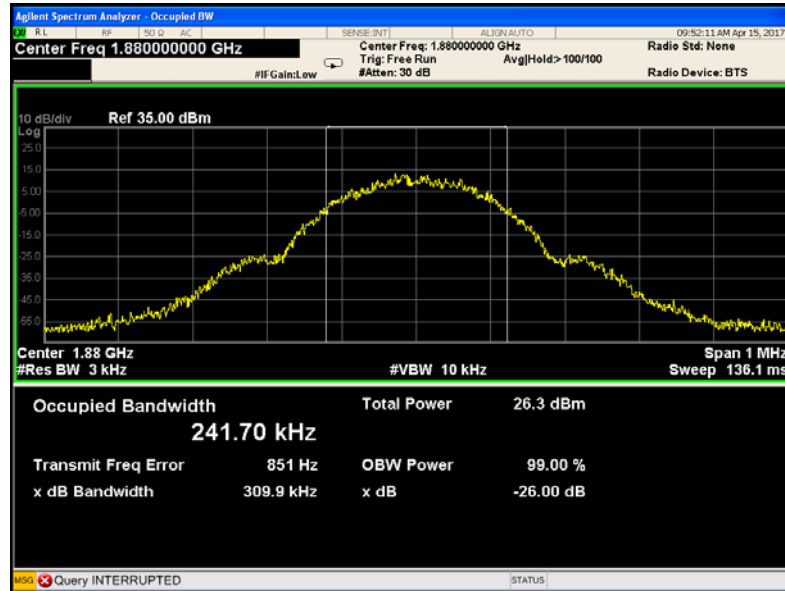 Agilent Spectrum Analyzer - Occupied BW
RL RF 50 Ω AC SENSE:INT ALIGNAUTO 09:52:11 AM Apr 15, 2017
Center Freq 1.880000000 GHz Center Freq: 1.880000000 GHz Radio Std: None
Trig: Free Run Avg|Hold:>100/100
#IFGain:Low #Atten: 30 dB Radio Device: BTS
10 dB/div Ref 35.00 dBm
Log
25.0
15.0
5.00
-5.00
-15.0
-25.0
-35.0
-45.0
-55.0
Center 1.88 GHz Span 1 MHz
#Res BW 3 kHz #VBW 10 kHz Sweep 136.1 ms
Occupied Bandwidth Total Power 26.3 dBm
241.70 kHz
Transmit Freq Error 851 Hz OBW Power 99.00 %
x dB Bandwidth 309.9 kHz x dB -26.00 dB
MSG Query INTERRUPTED STATUS